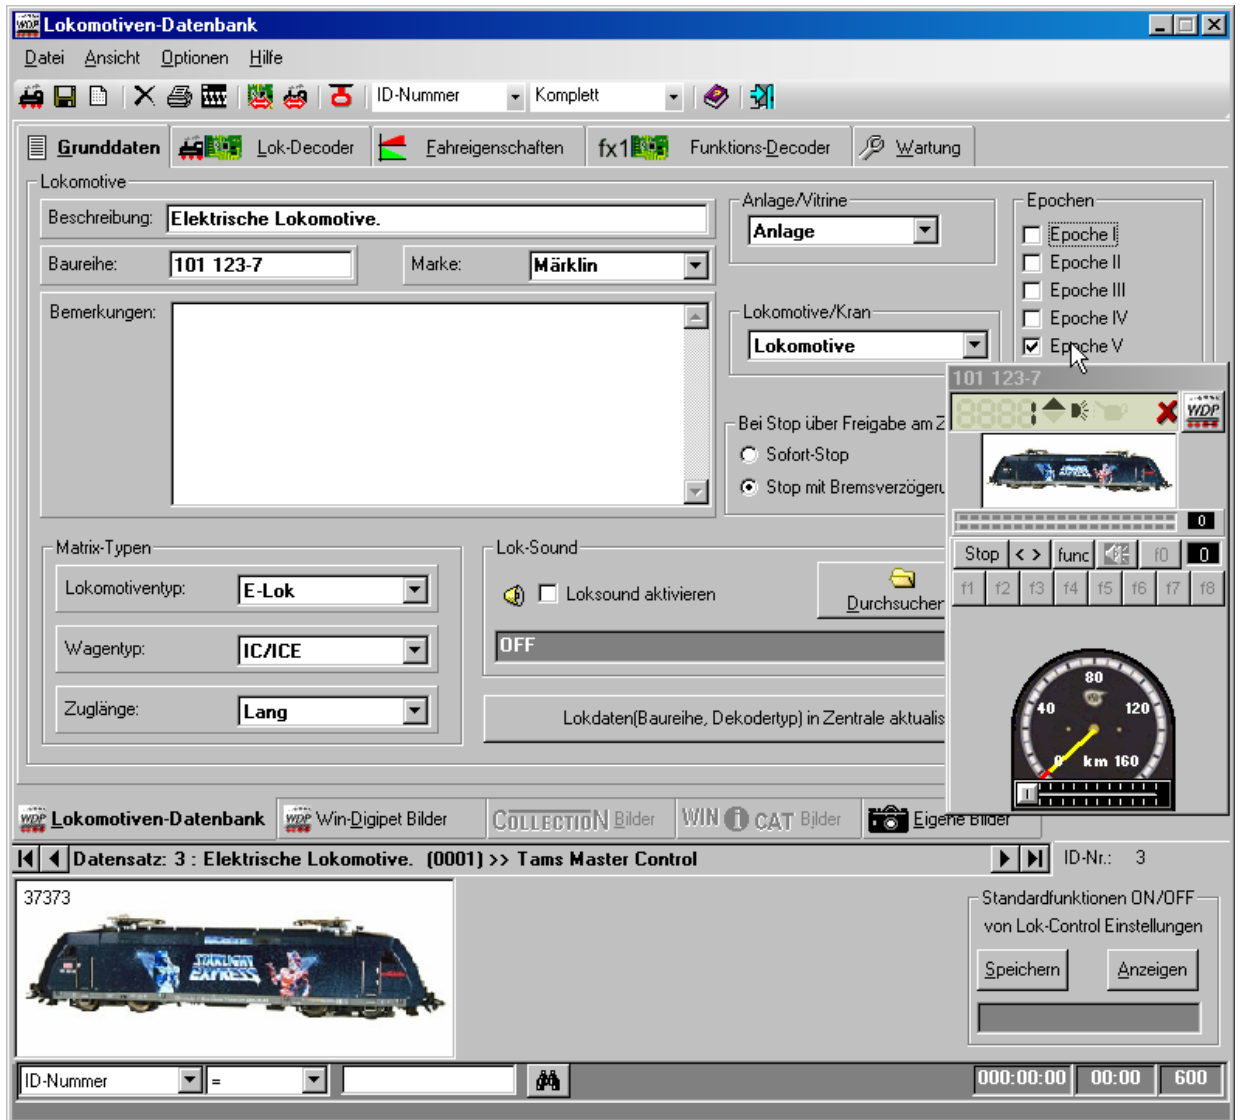 Lokomotiven-Datenbank
Datei Ansicht Optionen Hilfe
ID-Nummer Komplett
Grunddaten Lok-Decoder Fahreigenschaften fx1 Funktions-Decoder Wartung
Lokomotive
Beschreibung: Elektrische Lokomotive.
Baureihe: 101 123-7 Marke: Märklin
Bemerkungen:
Anlage/Vitrine
Anlage
Lokomotive/Kran
Lokomotive
Epochen
Epoche I
Epoche II
Epoche III
Epoche IV
Epoche V
Bei Stop über Freigabe am Z
Sofort-Stop
Stop mit Bremsverzögeru
101 123-7
WDP
0
Stop < > func f0 0
f1 f2 f3 f4 f5 f6 f7 f8
80
40 120
0 km 160
Matrix-Typen
Lokomotiventyp: E-Lok
Wagentyp: IC/ICE
Zuglänge: Lang
Lok-Sound
Loksound aktivieren
Durchsuchen
OFF
Lokdaten(Baureihe, Dekodertyp) in Zentrale aktualis
WDP Lokomotiven-Datenbank WDP Win-Digipet Bilder COLLECTION Bilder WIN i CAT Bilder Eigene Bilder
Datensatz: 3 : Elektrische Lokomotive. (0001) >> Tams Master Control ID-Nr.: 3
37373
STARLIGHT
EXPRESS
Standardfunktionen ON/OFF
von Lok-Control Einstellungen
Speichern Anzeigen
ID-Nummer = 000:00:00 00:00 600